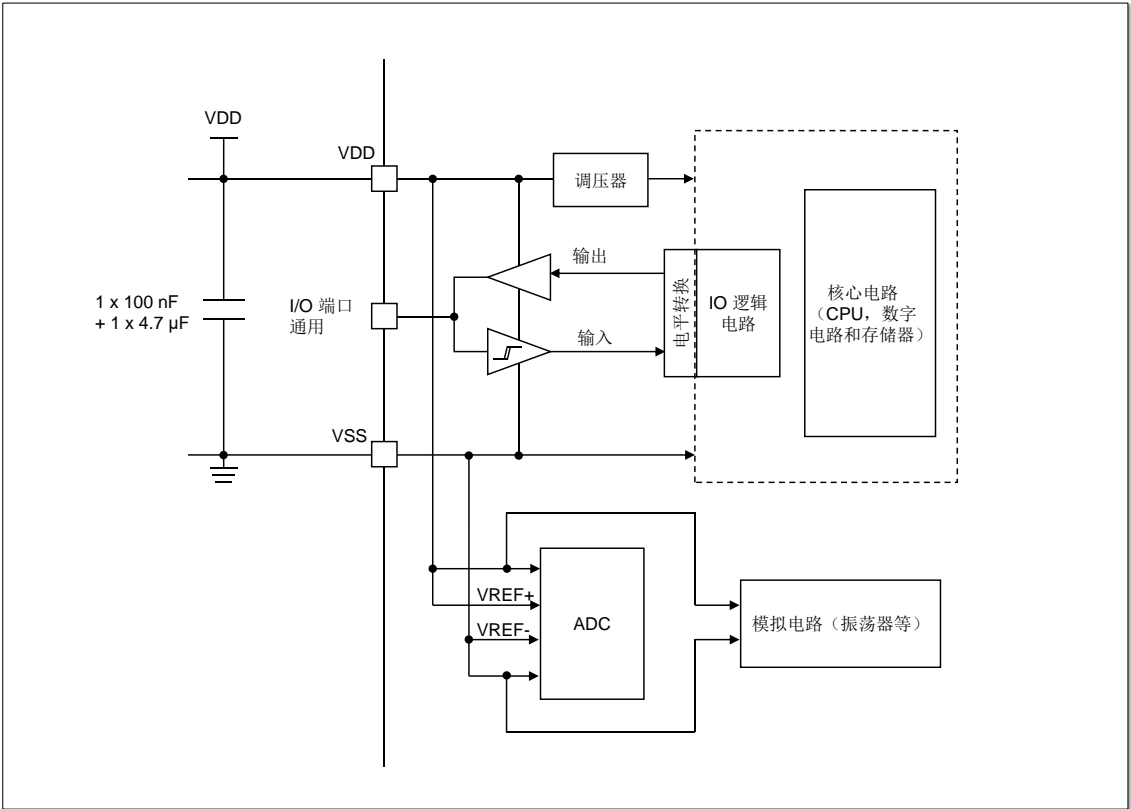 VDD
VDD
调压器
输出
1 x 100 nF
+ 1 x 4.7 µF
I/O 端口
通用
电平转换
IO 逻辑
电路
核心电路
（CPU，数字
电路和存储器）
输入
VSS
VREF+
VREF-
ADC
模拟电路（振荡器等）